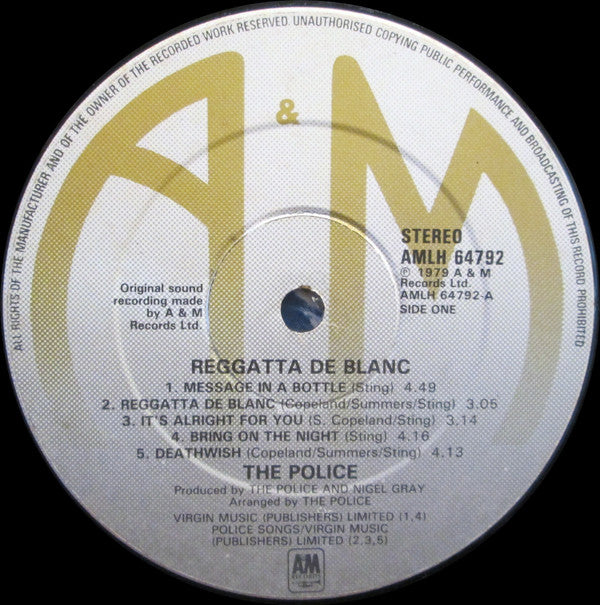 ALL RIGHTS OF THE MANUFACTURER AND OF THE OWNER OF THE RECORDED WORK RESERVED. UNAUTHORISED COPYING PUBLIC PERFORMANCE AND BROADCASTING OF THIS RECORD PROHIBITED
A & M
STEREO
AMLH 64792
℗ 1979 A & M
Records Ltd.
AMLH 64792-A
SIDE ONE
Original sound
recording made
by A & M
Records Ltd.
REGGATTA DE BLANC
1. MESSAGE IN A BOTTLE (Sting) 4.49
2. REGGATTA DE BLANC (Copeland/Summers/Sting) 3.05
3. IT'S ALRIGHT FOR YOU (S. Copeland/Sting) 3.14
4. BRING ON THE NIGHT (Sting) 4.16
5. DEATHWISH (Copeland/Summers/Sting) 4.13
THE POLICE
Produced by THE POLICE AND NIGEL GRAY
Arranged by THE POLICE
VIRGIN MUSIC (PUBLISHERS) LIMITED (1,4)
POLICE SONGS/VIRGIN MUSIC
(PUBLISHERS) LIMITED (2,3,5)
AM
RECORDS